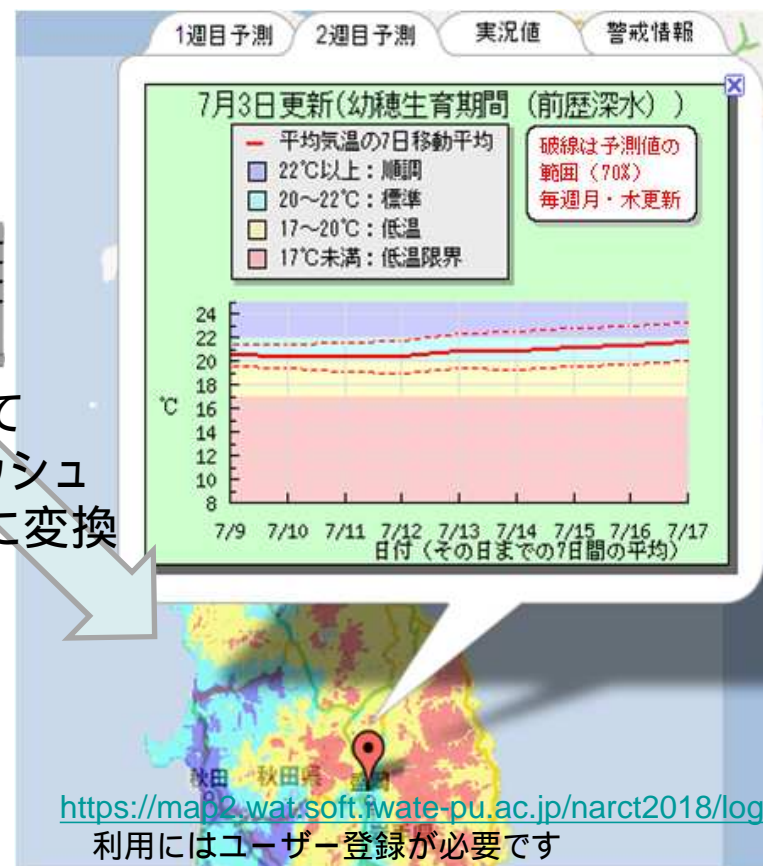 1週目予測 2週目予測 実況値 警戒情報
7月3日更新(幼穂生育期間 (前歴深水) )
平均気温の7日移動平均
22℃以上：順調
20～22℃：標準
17～20℃：低温
17℃未満：低温限界
破線は予測値の
範囲（70%）
毎週月・水更新
24
22
20
18
16
14
12
10
8
℃
7/9 7/10 7/11 7/12 7/13 7/14 7/15 7/16 7/17
日付（その日までの7日間の平均）
て
ッシュ
に変換
秋田 秋田県 盛岡
https://map2.wat.soft.iwate-pu.ac.jp/narct2018/log
利用にはユーザー登録が必要です